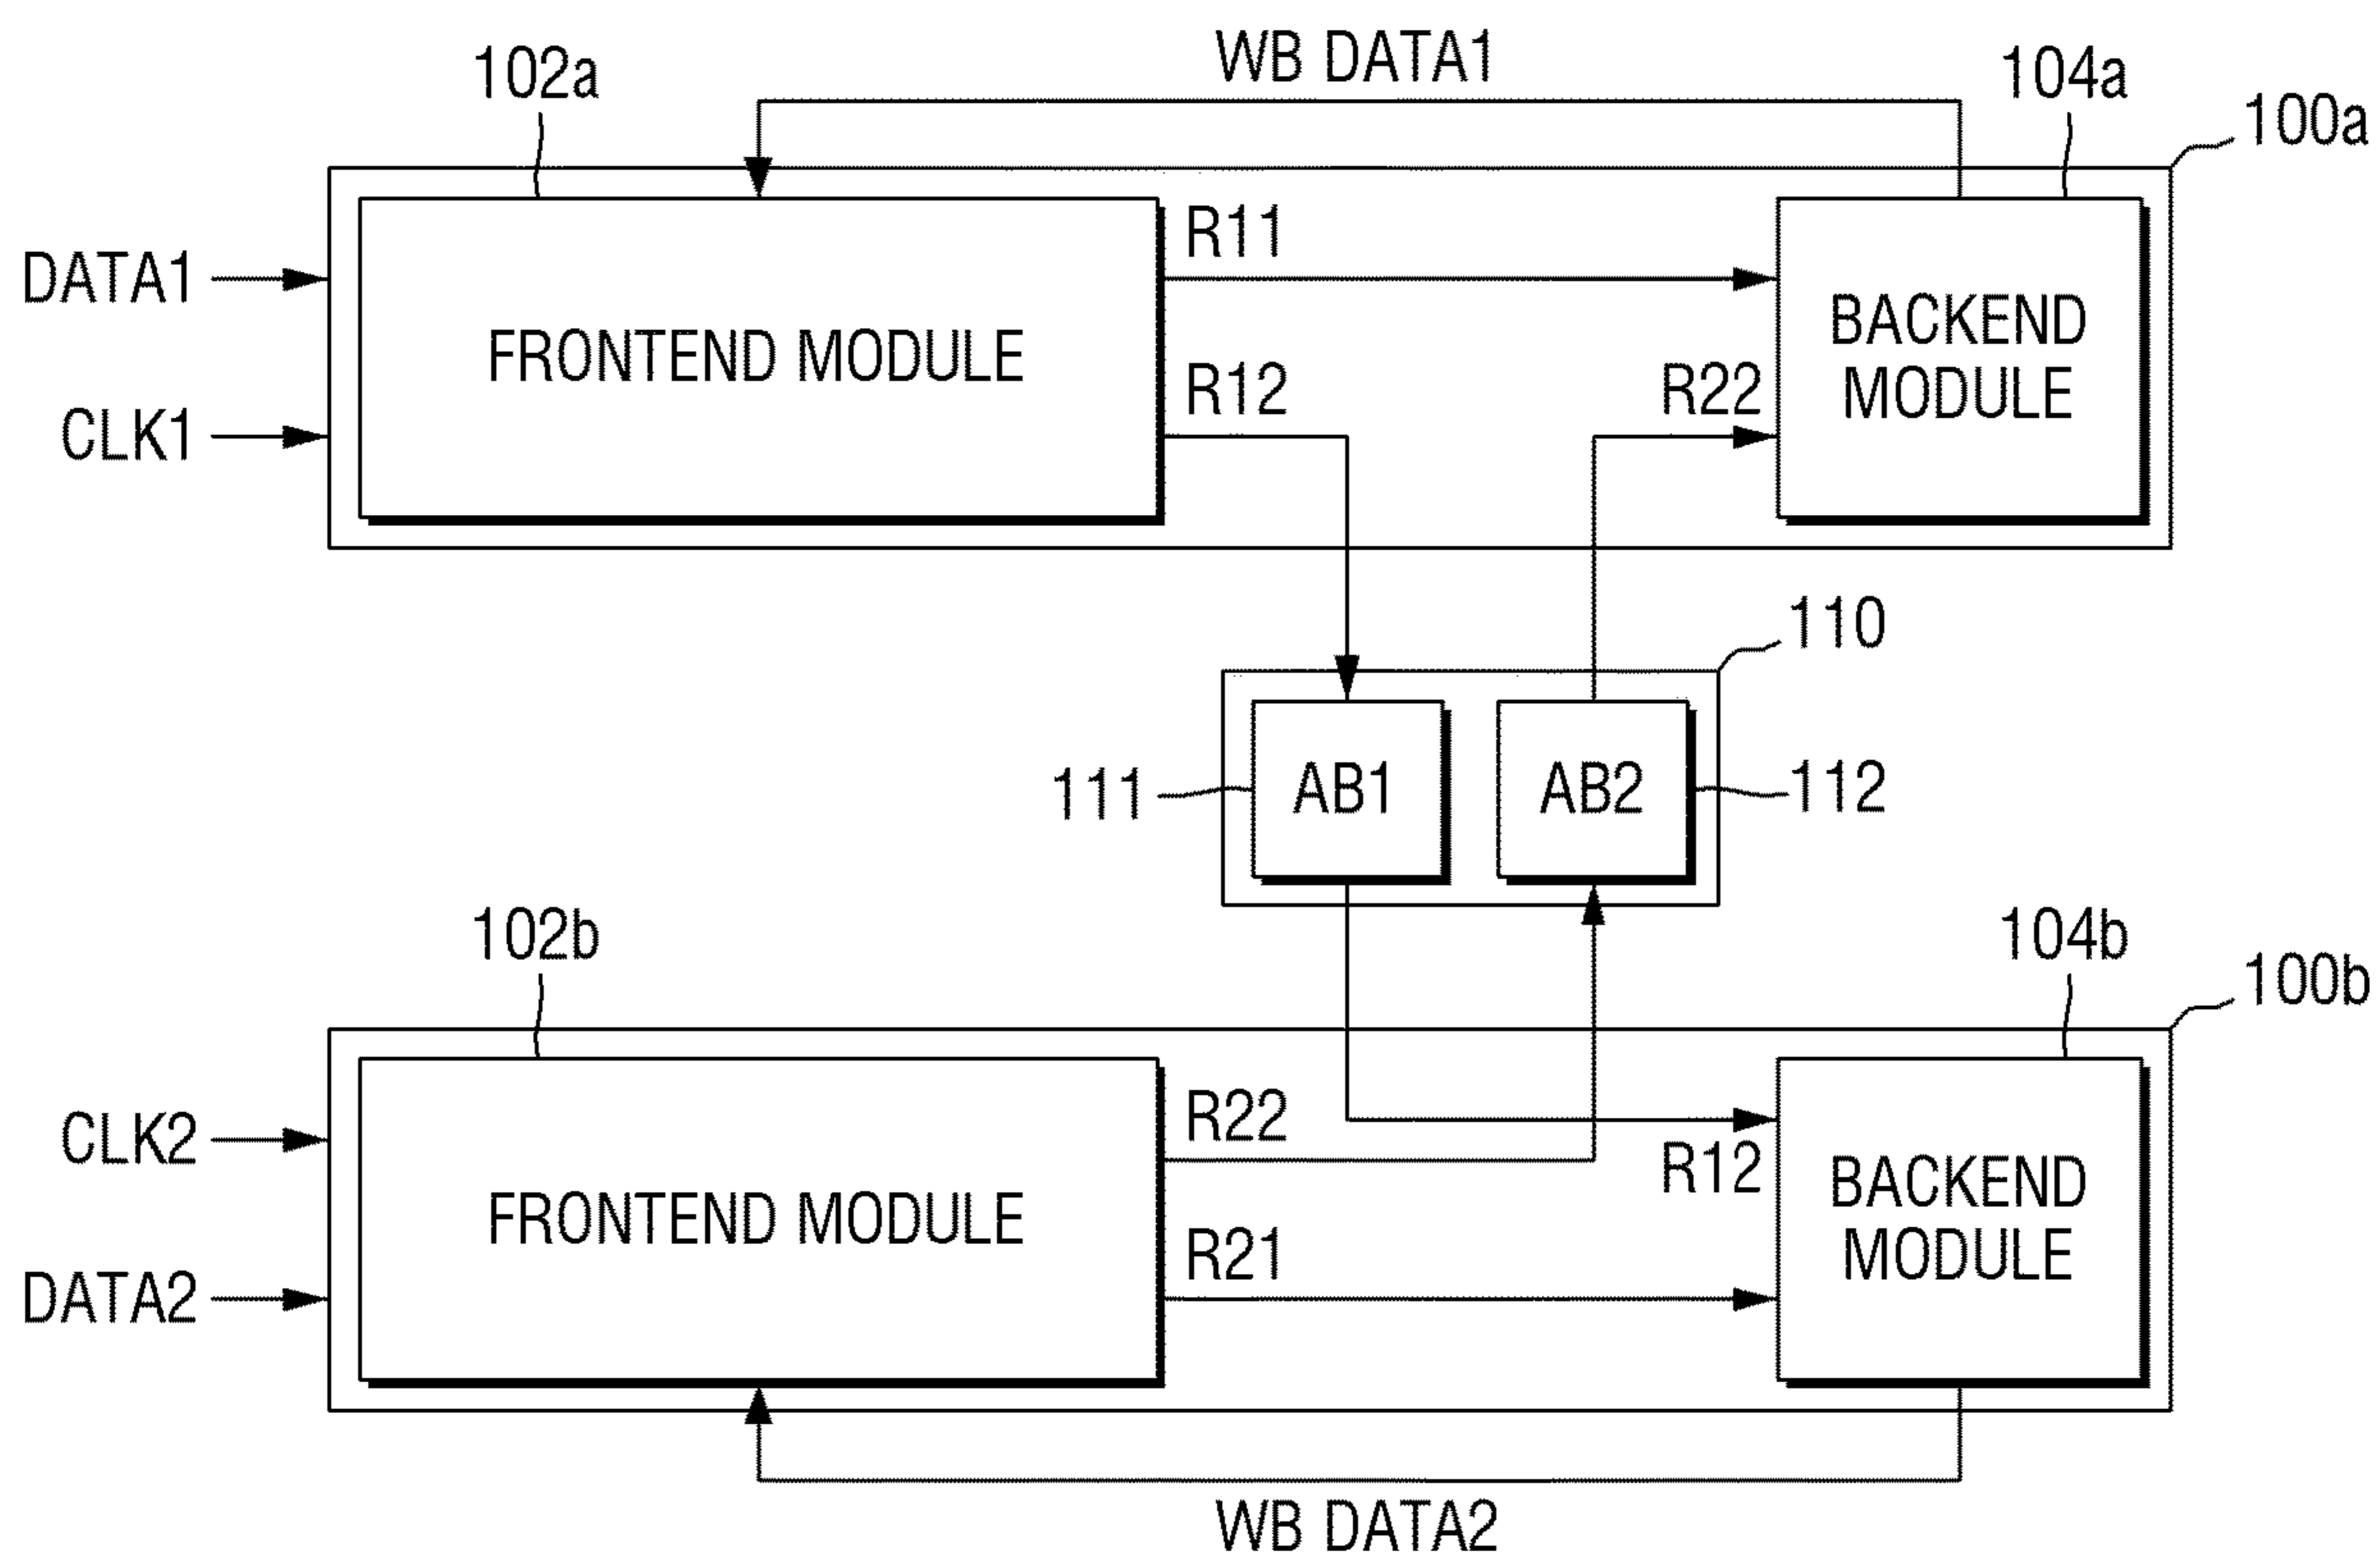 WB DATA1
102a
104a
100a
R11
DATA1
FRONTEND MODULE
BACKEND
MODULE
R12
R22
CLK1
110
111
AB1
AB2
112
102b
104b
100b
CLK2
R22
R12
FRONTEND MODULE
BACKEND
MODULE
R21
DATA2
WB DATA2